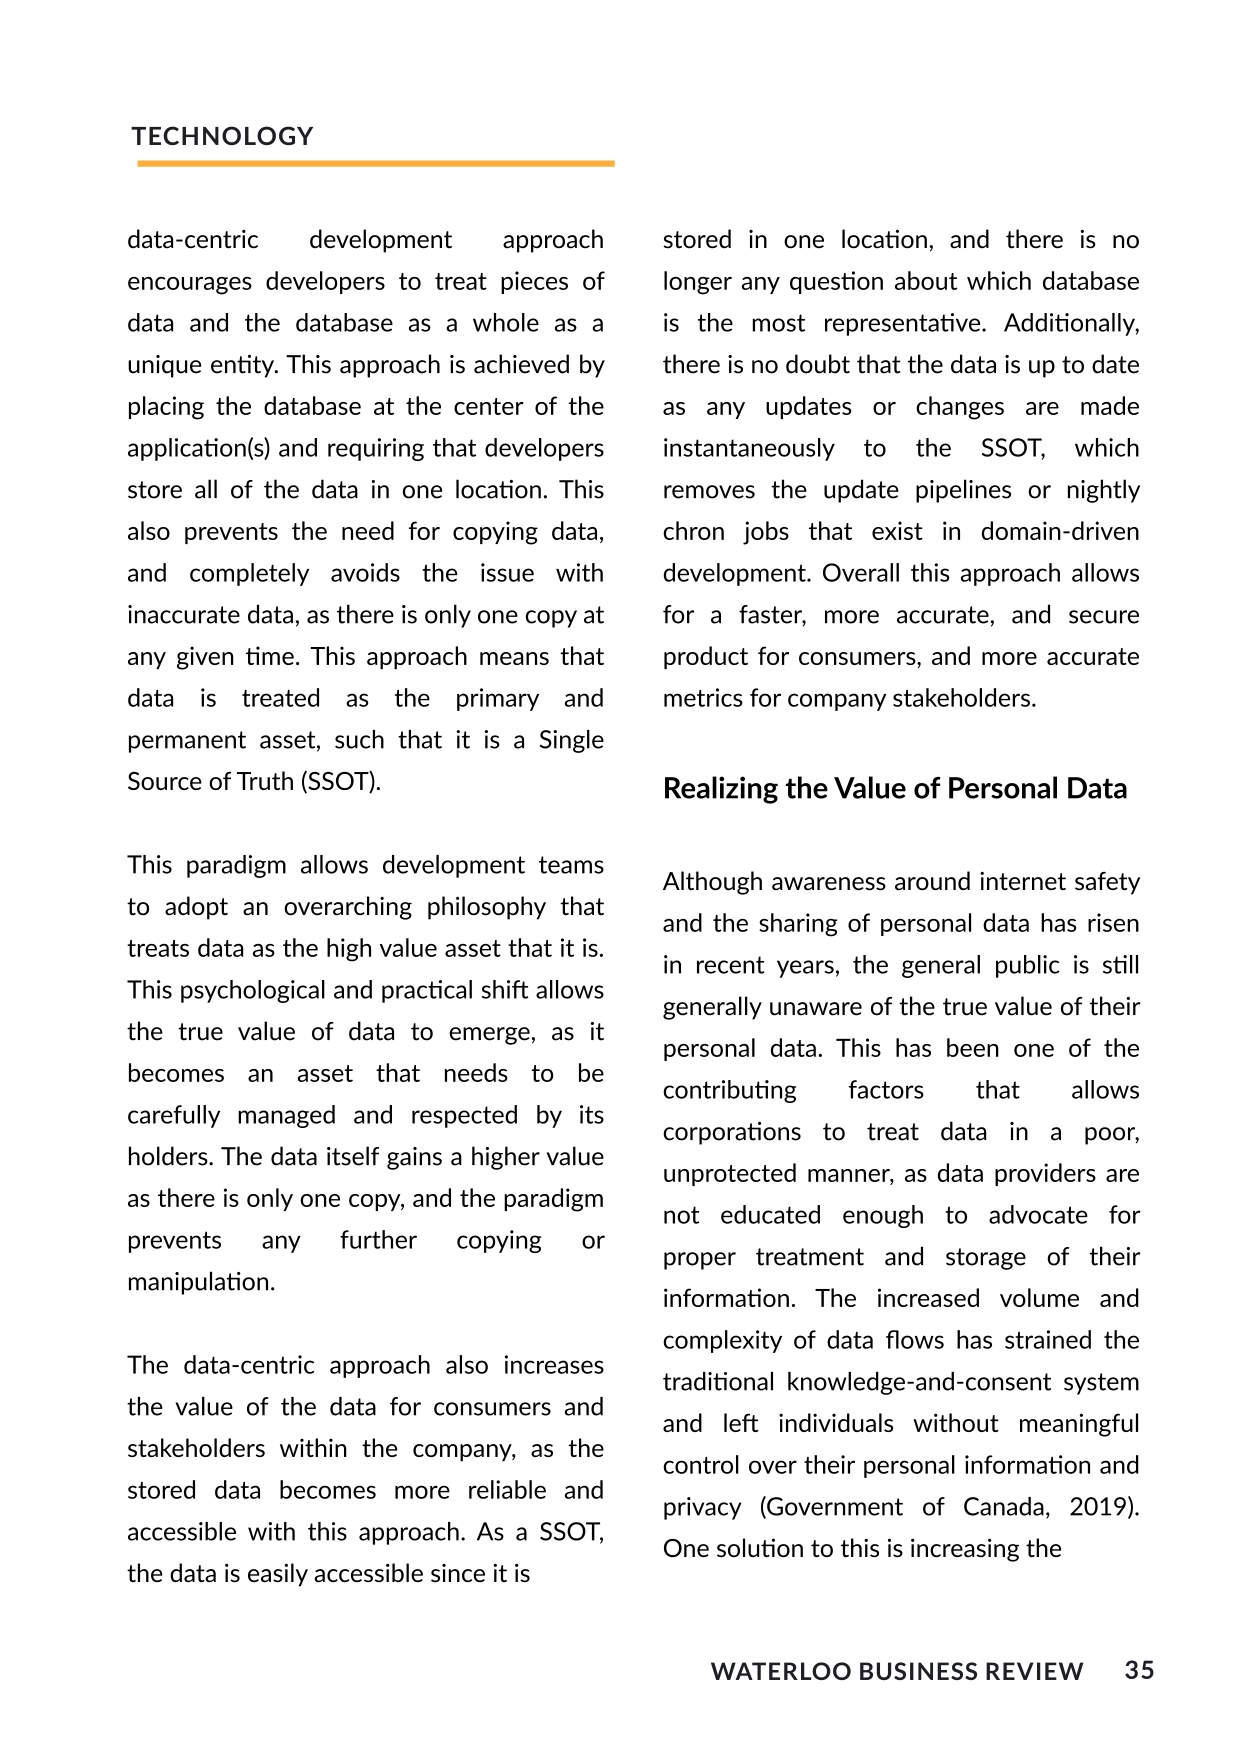 TECHNOLOGY
data-centric development approach
encourages developers to treat pieces of
data and the database as a whole as a
unique entity. This approach is achieved by
placing the database at the center of the
application(s) and requiring that developers
store all of the data in one location. This
also prevents the need for copying data,
and completely avoids the issue with
inaccurate data, as there is only one copy at
any given time. This approach means that
data is treated as the primary and
permanent asset, such that it is a Single
Source of Truth (SSOT).
This paradigm allows development teams
to adopt an overarching philosophy that
treats data as the high value asset that it is.
This psychological and practical shift allows
the true value of data to emerge, as it
becomes an asset that needs to be
carefully managed and respected by its
holders. The data itself gains a higher value
as there is only one copy, and the paradigm
prevents any further copying or
manipulation.
The data-centric approach also increases
the value of the data for consumers and
stakeholders within the company, as the
stored data becomes more reliable and
accessible with this approach. As a SSOT,
the data is easily accessible since it is
stored in one location, and there is no
longer any question about which database
is the most representative. Additionally,
there is no doubt that the data is up to date
as any updates or changes are made
instantaneously to the SSOT, which
removes the update pipelines or nightly
chron jobs that exist in domain-driven
development. Overall this approach allows
for a faster, more accurate, and secure
product for consumers, and more accurate
metrics for company stakeholders.
Realizing the Value of Personal Data
Although awareness around internet safety
and the sharing of personal data has risen
in recent years, the general public is still
generally unaware of the true value of their
personal data. This has been one of the
contributing factors that allows
corporations to treat data in a poor,
unprotected manner, as data providers are
not educated enough to advocate for
proper treatment and storage of their
information. The increased volume and
complexity of data flows has strained the
traditional knowledge-and-consent system
and left individuals without meaningful
control over their personal information and
privacy (Government of Canada, 2019).
One solution to this is increasing the
WATERLOO BUSINESS REVIEW 35